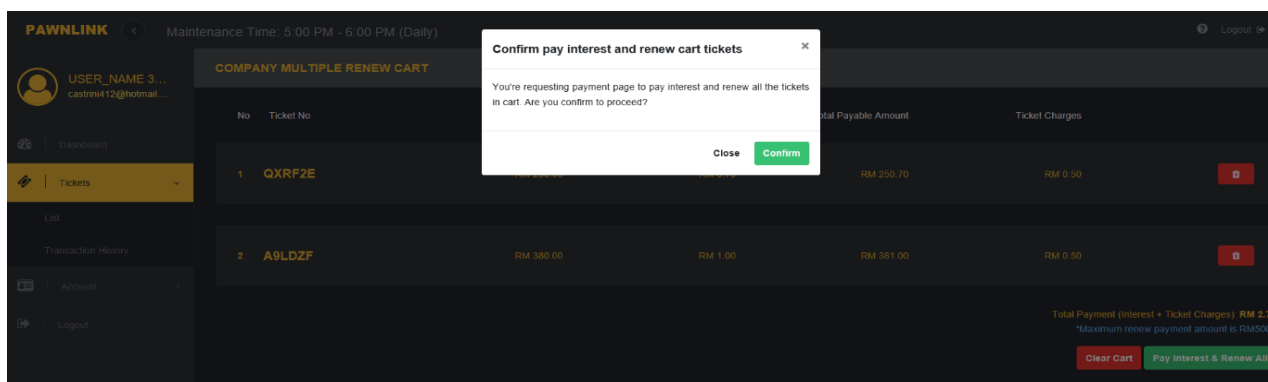 PAWNLINK
Maintenance Time: 5:00 PM - 6:00 PM (Daily)
Logout
USER_NAME 3...
castrini412@hotmail....
COMPANY MULTIPLE RENEW CART
Confirm pay interest and renew cart tickets ×
You're requesting payment page to pay interest and renew all the tickets
in cart. Are you confirm to proceed?
Close Confirm
No Ticket No Payable Amount Ticket Charges
Dashboard
Tickets
1 QXRF2E RM 250.70 RM 0.50
List
Transaction History
2 A9LDZF RM 380.00 RM 1.00 RM 381.00 RM 0.50
Account
Logout
Total Payment (Interest + Ticket Charges): RM 2.
*Maximum renew payment amount is RM500
Clear Cart Pay Interest & Renew All